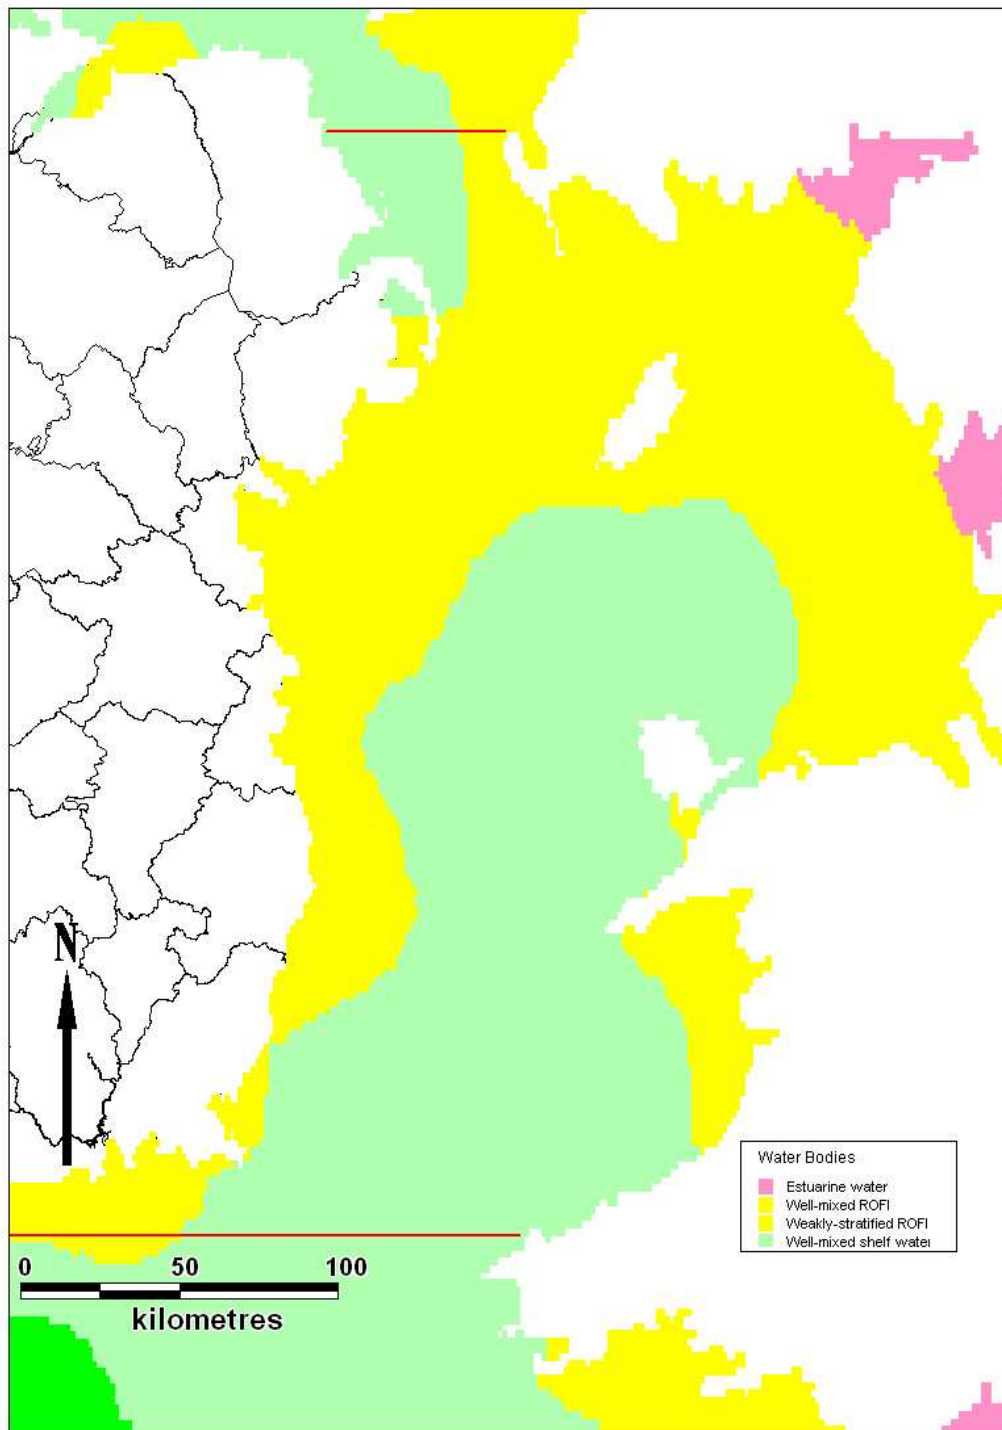 N
Water Bodies
Estuarine water
Well-mixed ROFI
Weakly-stratified ROFI
Well-mixed shelf water
0 50 100
kilometres